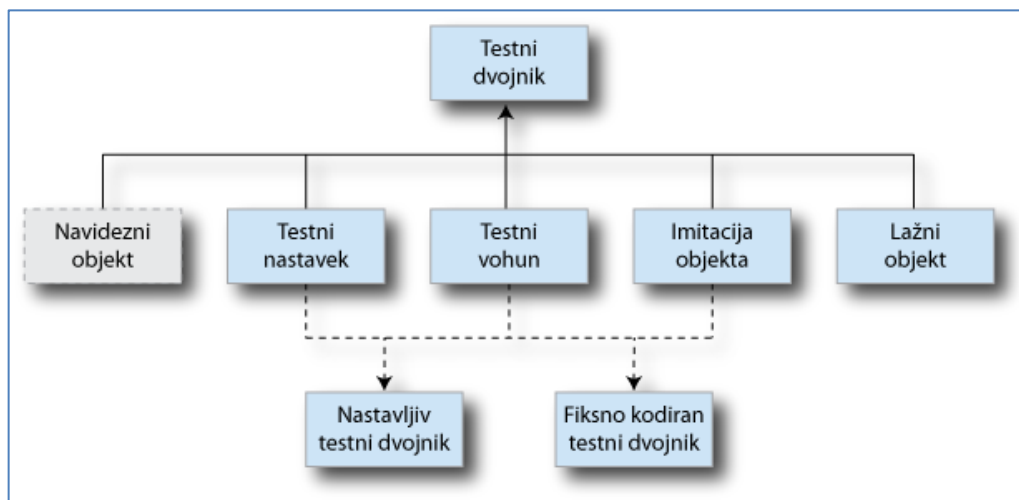 Testni
dvojnik
Navidezni
objekt
Testni
nastavek
Testni
vohun
Imitacija
objekta
Lažni
objekt
Nastavljiv
testni dvojnik
Fiksno kodiran
testni dvojnik